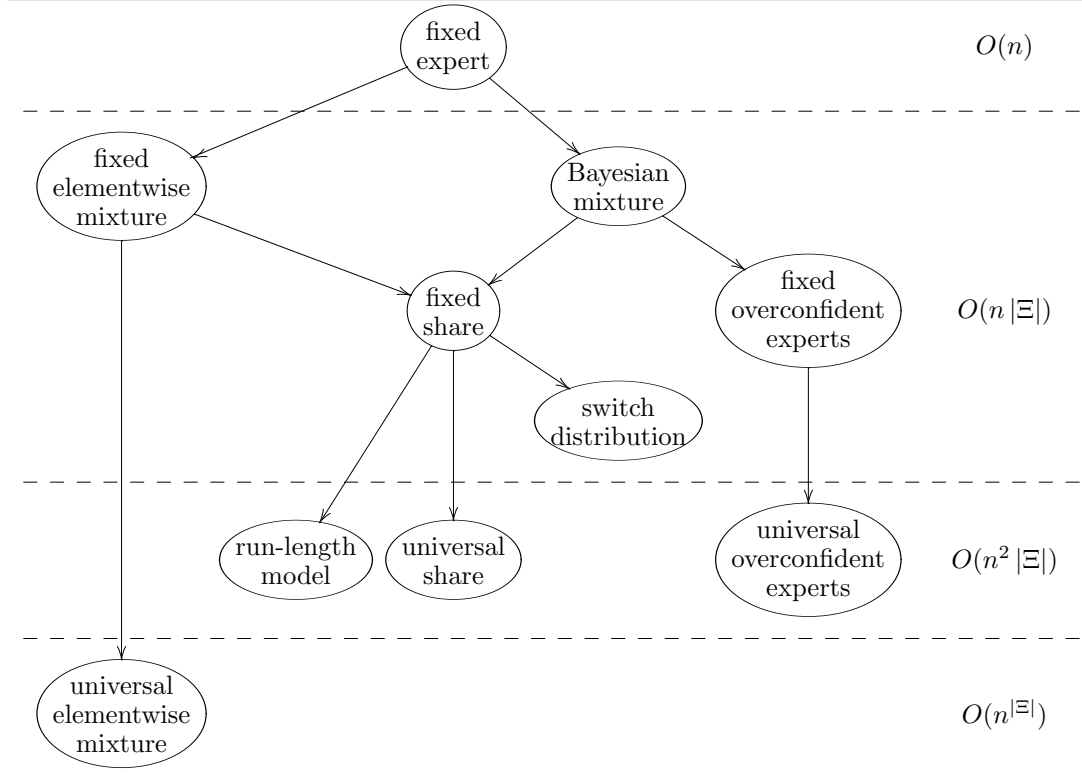 fixed
expert
O(n)
fixed
elementwise
mixture
Bayesian
mixture
fixed
share
fixed
overconfident
experts
O(n |Ξ|)
switch
distribution
run-length
model
universal
share
universal
overconfident
experts
O(n² |Ξ|)
universal
elementwise
mixture
O(n^|Ξ|)